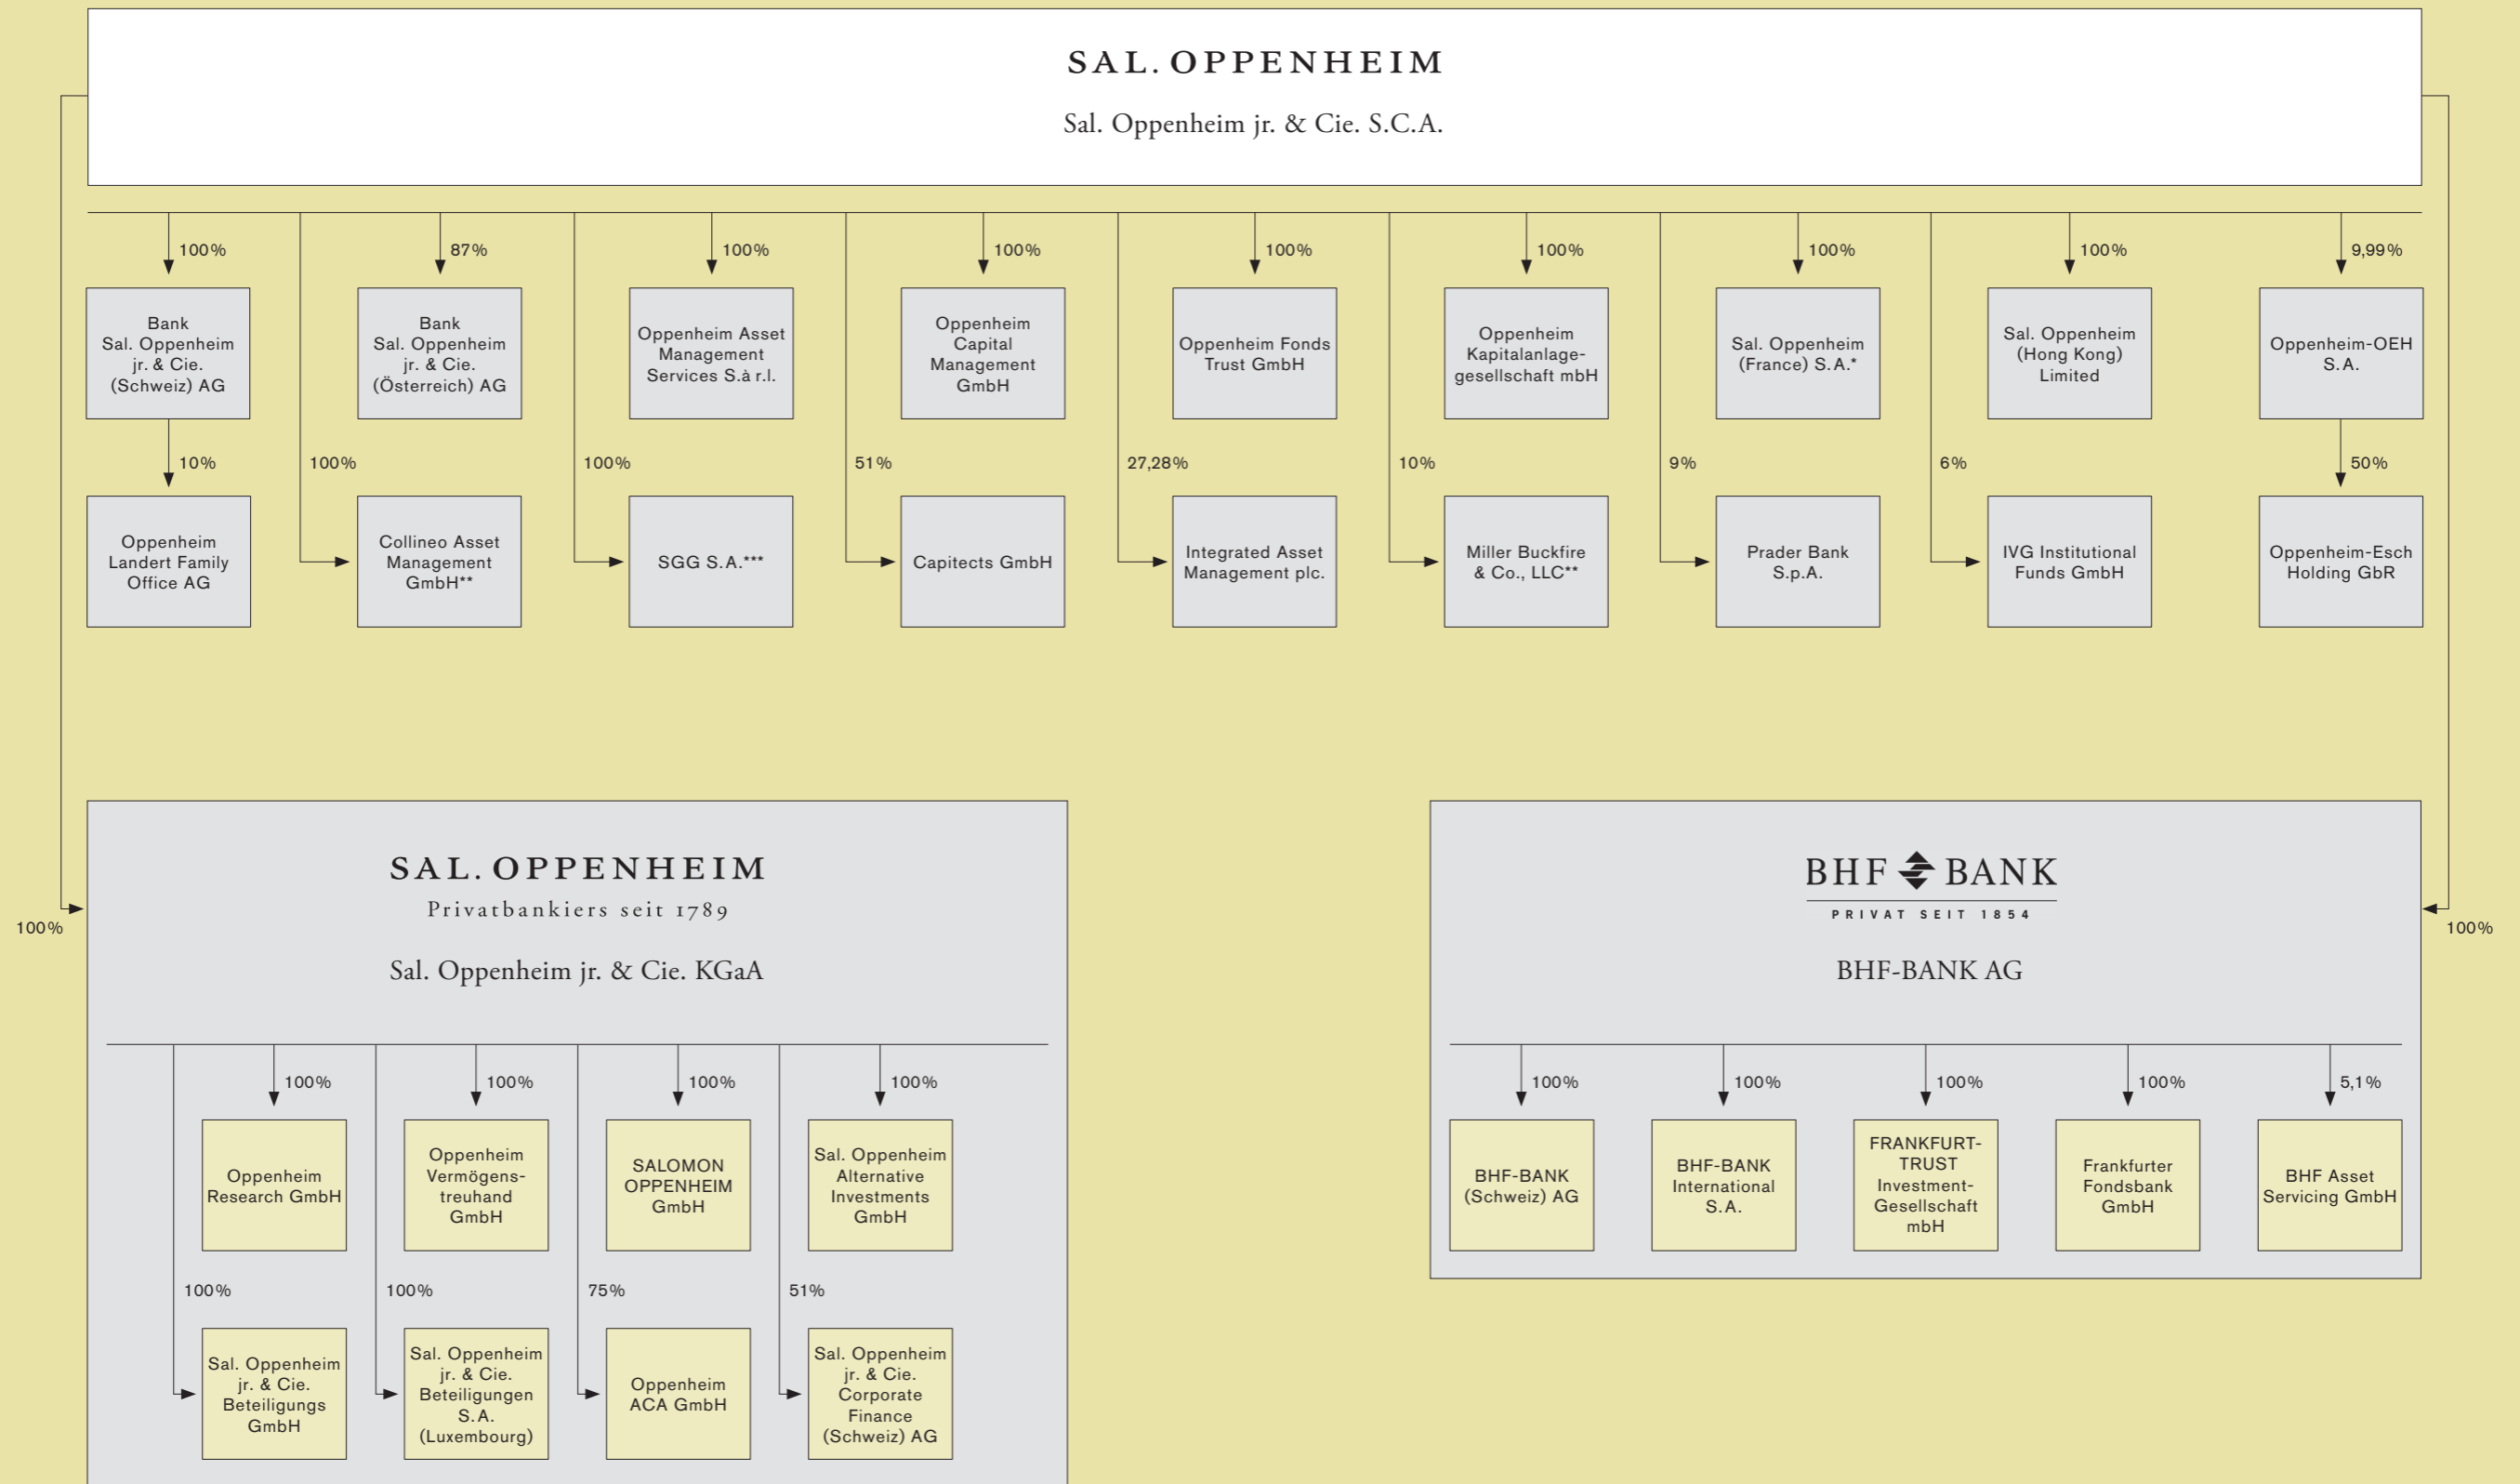 SAL. OPPENHEIM
Sal. Oppenheim jr. & Cie. S.C.A.
100%
87%
100%
100%
100%
100%
100%
100%
9,99%
Bank
Sal. Oppenheim
jr. & Cie.
(Schweiz) AG
Bank
Sal. Oppenheim
jr. & Cie.
(Österreich) AG
Oppenheim Asset
Management
Services S.à r.l.
Oppenheim
Capital
Management
GmbH
Oppenheim Fonds
Trust GmbH
Oppenheim
Kapitalanlage-
gesellschaft mbH
Sal. Oppenheim
(France) S.A.*
Sal. Oppenheim
(Hong Kong)
Limited
Oppenheim-OEH
S.A.
10%
100%
100%
51%
27,28%
10%
9%
6%
50%
Oppenheim
Landert Family
Office AG
Collineo Asset
Management
GmbH**
SGG S.A.***
Capitects GmbH
Integrated Asset
Management plc.
Miller Buckfire
& Co., LLC**
Prader Bank
S.p.A.
IVG Institutional
Funds GmbH
Oppenheim-Esch
Holding GbR
100%
SAL. OPPENHEIM
Privatbankiers seit 1789
Sal. Oppenheim jr. & Cie. KGaA
100%
100%
100%
100%
Oppenheim
Research GmbH
Oppenheim
Vermögens-
treuhand
GmbH
SALOMON
OPPENHEIM
GmbH
Sal. Oppenheim
Alternative
Investments
GmbH
100%
100%
75%
51%
Sal. Oppenheim
jr. & Cie.
Beteiligungs
GmbH
Sal. Oppenheim
jr. & Cie.
Beteiligungen
S.A.
(Luxembourg)
Oppenheim
ACA GmbH
Sal. Oppenheim
jr. & Cie.
Corporate
Finance
(Schweiz) AG
100%
BHF BANK
PRIVAT SEIT 1854
BHF-BANK AG
100%
100%
100%
100%
5,1%
BHF-BANK
(Schweiz) AG
BHF-BANK
International
S.A.
FRANKFURT-
TRUST
Investment-
Gesellschaft
mbH
Frankfurter
Fondsbank
GmbH
BHF Asset
Servicing GmbH